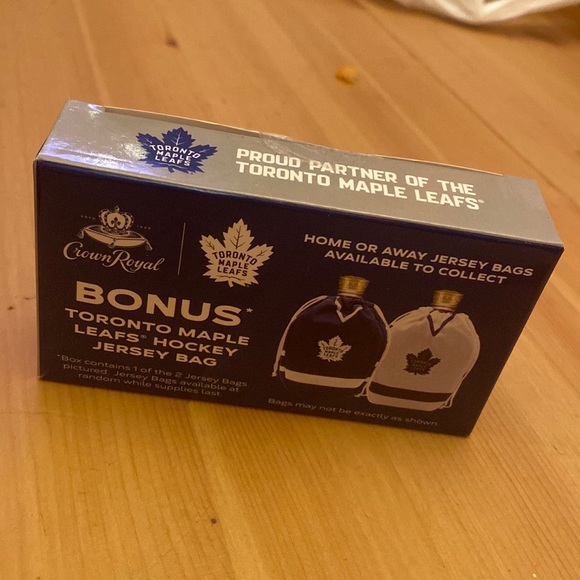 TORONTO
MAPLE
LEAFS
PROUD PARTNER OF THE
TORONTO MAPLE LEAFS®
Crown Royal
TORONTO
MAPLE
LEAFS
BONUS*
TORONTO MAPLE
LEAFS® HOCKEY
JERSEY BAG
*Box contains 1 of the 2 Jersey Bags
pictured. Jersey Bags available at
random while supplies last.
HOME OR AWAY JERSEY BAGS
AVAILABLE TO COLLECT
Bags may not be exactly as shown.